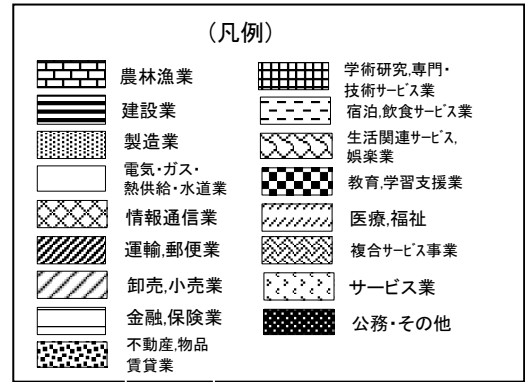 (凡例)
農林漁業
建設業
製造業
電気・ガス・
熱供給・水道業
情報通信業
運輸,郵便業
卸売,小売業
金融,保険業
不動産,物品
賃貸業
学術研究,専門・
技術サービス業
宿泊,飲食サービス業
生活関連サービス,
娯楽業
教育,学習支援業
医療,福祉
複合サービス事業
サービス業
公務・その他